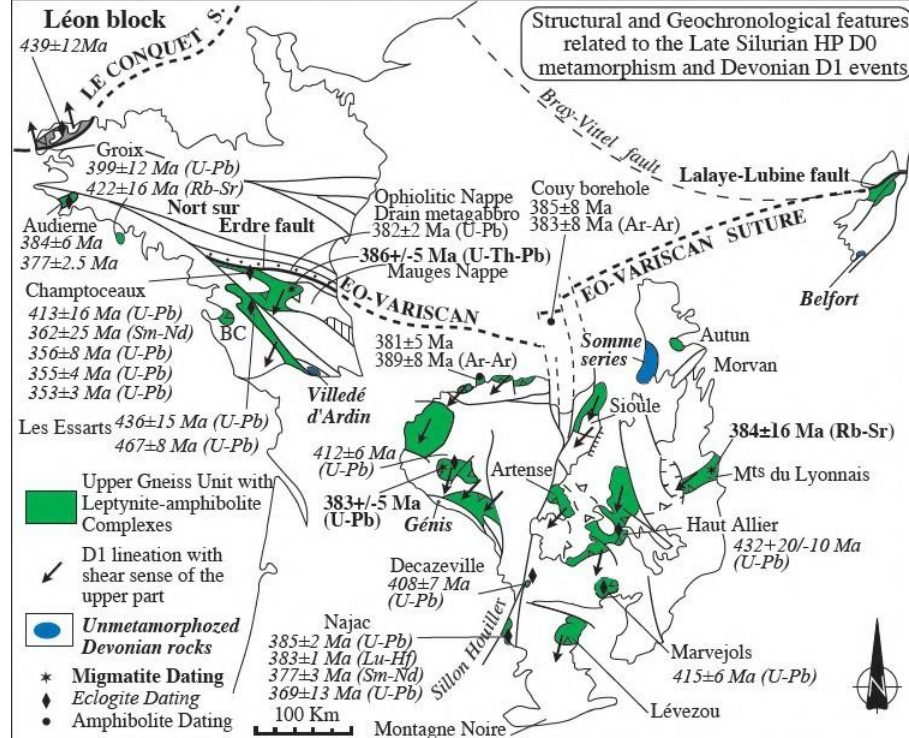 Léon block
439±12Ma
LE CONQUET S.
Structural and Geochronological features
related to the Late Silurian HP D0
metamorphism and Devonian D1 events
Bray-Vittel fault
Groix
399±12 Ma (U-Pb)
422±16 Ma (Rb-Sr)
Nort sur
Erdre fault
Audierne
384±6 Ma
377±2.5 Ma
Ophiolitic Nappe
Drain metagabbro
382±2 Ma (U-Pb)
386+/-5 Ma (U-Th-Pb)
Mauges Nappe
Couy borehole
385±8 Ma
383±8 Ma (Ar-Ar)
Lalaye-Lubine fault
EO-VARISCAN SUTURE
EO-VARISCAN
Belfort
Champtoceaux
413±16 Ma (U-Pb)
362±25 Ma (Sm-Nd)
356±8 Ma (U-Pb)
355±4 Ma (U-Pb)
353±3 Ma (U-Pb)
BC
Villedé
d'Ardin
381±5 Ma
389±8 Ma (Ar-Ar)
Somme
series
Autun
Morvan
Les Essarts 436±15 Ma (U-Pb)
467±8 Ma (U-Pb)
Sioule
384±16 Ma (Rb-Sr)
Mts du Lyonnais
412±6 Ma
(U-Pb)
383+/-5 Ma
(U-Pb)
Génis
Artense
Haut Allier
432+20/-10 Ma
(U-Pb)
Upper Gneiss Unit with
Leptynite-amphibolite
Complexes
D1 lineation with
shear sense of the
upper part
Unmetamorphozed
Devonian rocks
Migmatite Dating
Eclogite Dating
Amphibolite Dating
Decazeville
408±7 Ma
(U-Pb)
Sillon Houiller
Najac
385±2 Ma (U-Pb)
383±1 Ma (Lu-Hf)
377±3 Ma (Sm-Nd)
369±13 Ma (U-Pb)
Marvejols
415±6 Ma (U-Pb)
Lévezou
100 Km
Montagne Noire
N